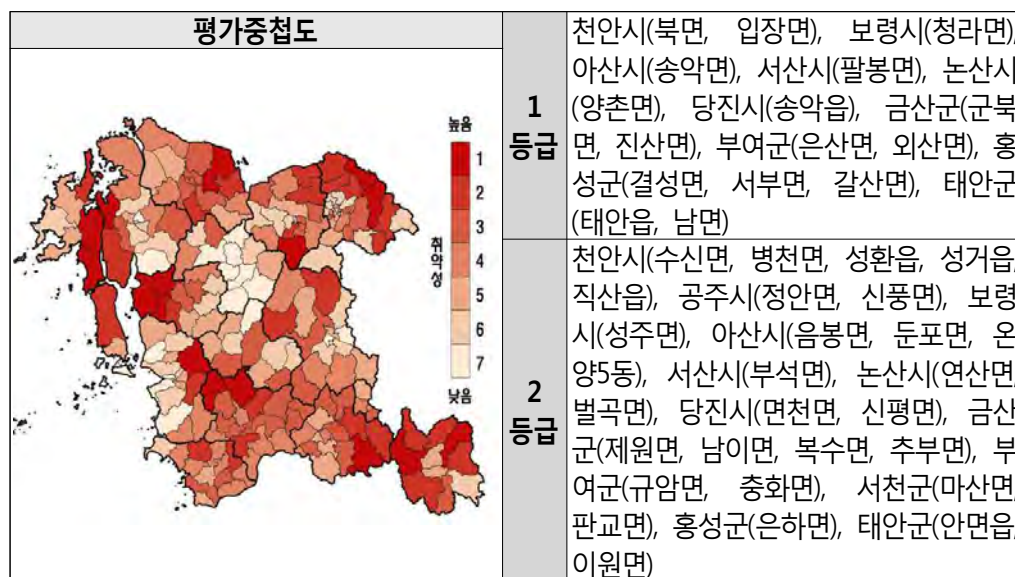 평가중첩도
높음
1
2
3
4
5
6
7
낮음
취약성
1
등급
천안시(북면, 입장면), 보령시(청라면),
아산시(송악면), 서산시(팔봉면), 논산시
(양촌면), 당진시(송악읍), 금산군(군북
면, 진산면), 부여군(은산면, 외산면), 홍
성군(결성면, 서부면, 갈산면), 태안군
(태안읍, 남면)
2
등급
천안시(수신면, 병천면, 성환읍, 성거읍,
직산읍), 공주시(정안면, 신풍면), 보령
시(성주면), 아산시(음봉면, 둔포면, 온
양5동), 서산시(부석면), 논산시(연산면,
벌곡면), 당진시(면천면, 신평면), 금산
군(제원면, 남이면, 복수면, 추부면), 부
여군(규암면, 충화면), 서천군(마산면,
판교면), 홍성군(은하면), 태안군(안면읍,
이원면)